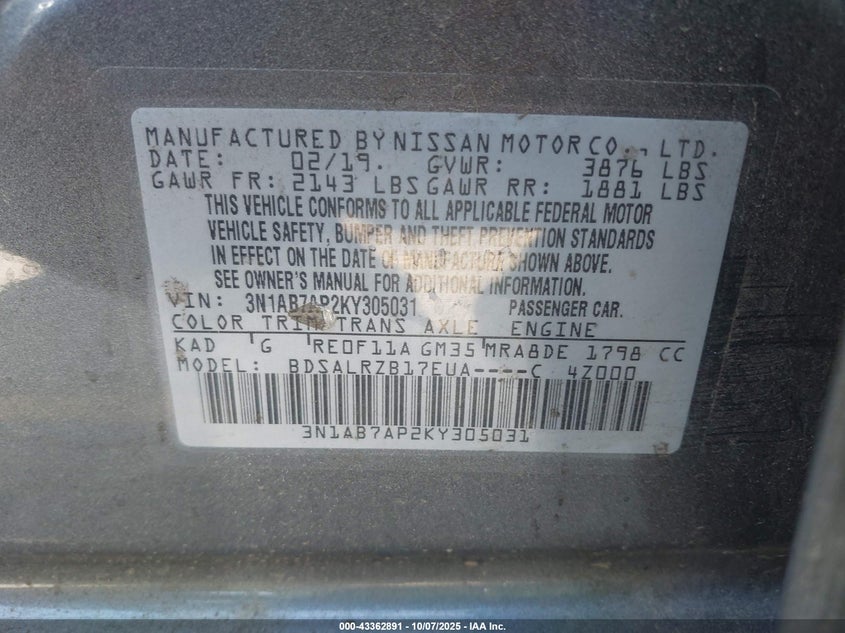 MANUFACTURED BY NISSAN MOTOR CO., LTD.
DATE: 02/19. GVWR: 3876 LBS
GAWR FR: 2143 LBS GAWR RR: 1881 LBS
THIS VEHICLE CONFORMS TO ALL APPLICABLE FEDERAL MOTOR
VEHICLE SAFETY, BUMPER AND THEFT PREVENTION STANDARDS
IN EFFECT ON THE DATE OF MANUFACTURE SHOWN ABOVE.
SEE OWNER'S MANUAL FOR ADDITIONAL INFORMATION.
VIN: 3N1AB7AP2KY305031 PASSENGER CAR.
COLOR TRIM TRANS AXLE ENGINE
KAD G RE0F11A GM35 MRA8DE 1798 CC
MODEL: BDSALRZB17EUA----C 4Z000
3N1AB7AP2KY305031
000-43362891 - 10/07/2025 - IAA Inc.